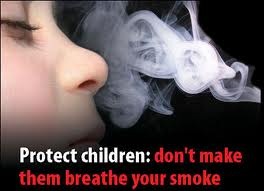 Protect children: don't make
them breathe your smoke